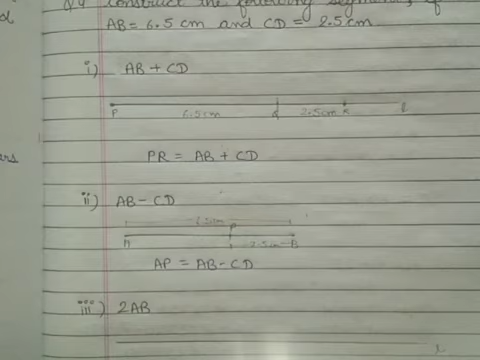 Q4 Construct the following segments, if
AB = 6.5 cm and CD = 2.5 cm
i) AB + CD
P 6.5cm Q 2.5cm R l
PR = AB + CD
ii) AB - CD
6.5cm
A P 2.5cm B
AP = AB - CD
iii) 2AB
l